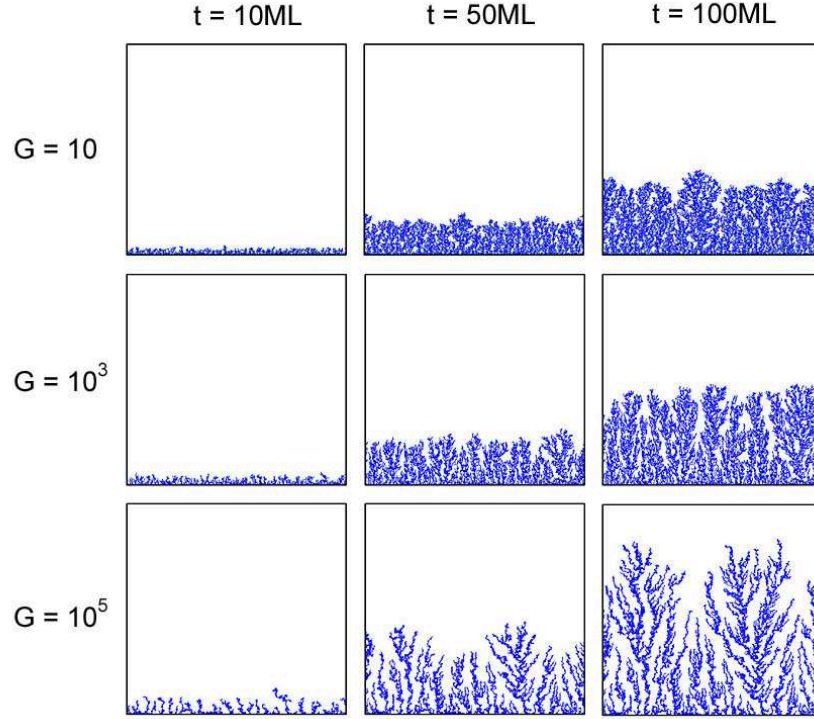 t = 10ML t = 50ML t = 100ML
G = 10
G = 10³
G = 10⁵